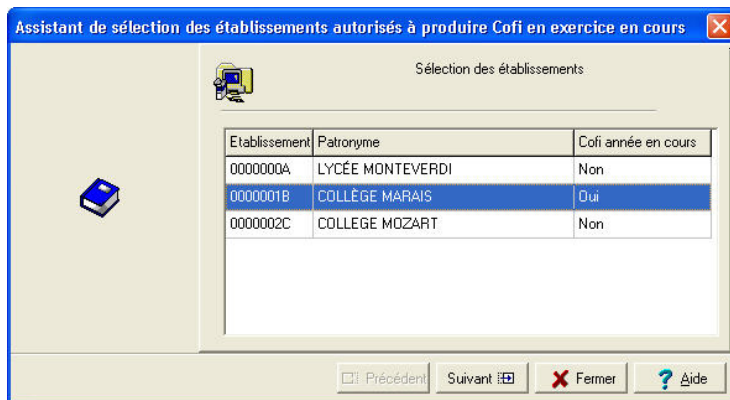 Assistant de sélection des établissements autorisés à produire Cofi en exercice en cours
Sélection des établissements
Etablissement Patronyme Cofi année en cours
0000000A LYCÉE MONTEVERDI Non
0000001B COLLÈGE MARAIS Oui
0000002C COLLEGE MOZART Non
Précédent Suivant Fermer Aide